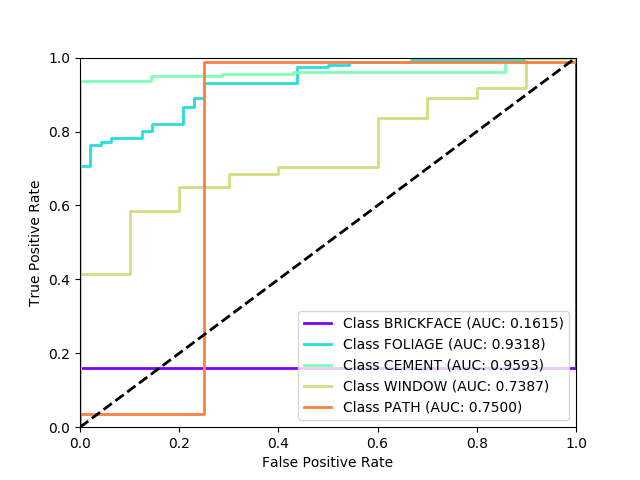 1.0
0.8
0.6
0.4
0.2
0.0
True Positive Rate
Class BRICKFACE (AUC: 0.1615)
Class FOLIAGE (AUC: 0.9318)
Class CEMENT (AUC: 0.9593)
Class WINDOW (AUC: 0.7387)
Class PATH (AUC: 0.7500)
0.0 0.2 0.4 0.6 0.8 1.0
False Positive Rate